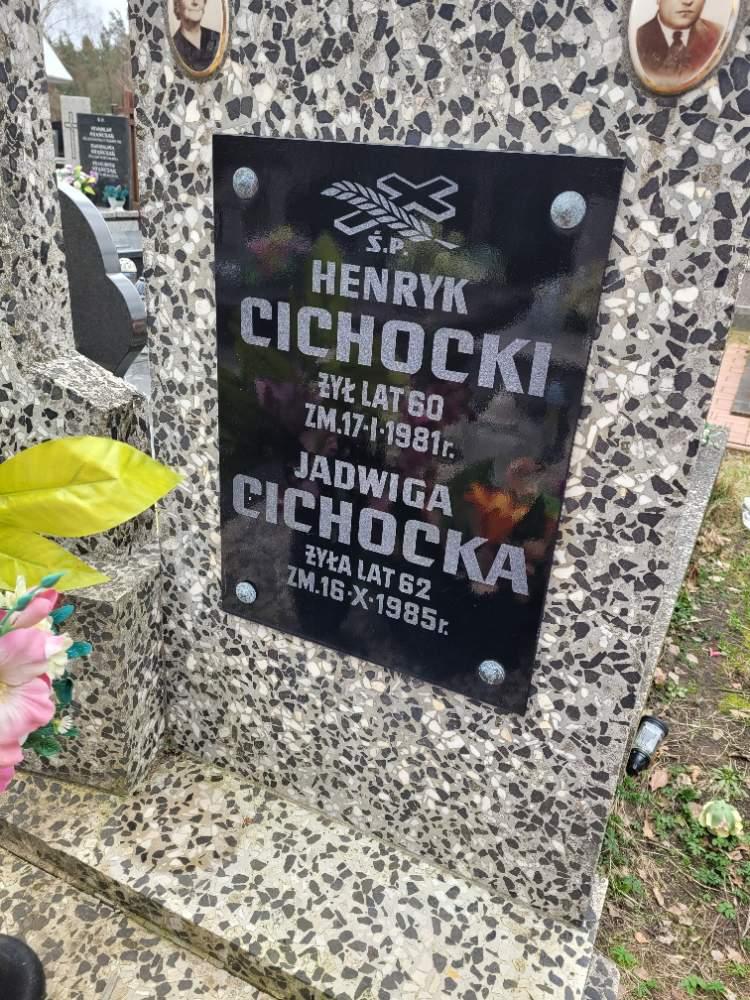 Ś.P.
HENRYK
CICHOCKI
ŻYŁ LAT 60
ZM.17·I·1981r.
JADWIGA
CICHOCKA
ŻYŁA LAT 62
ZM.16·X·1985r.